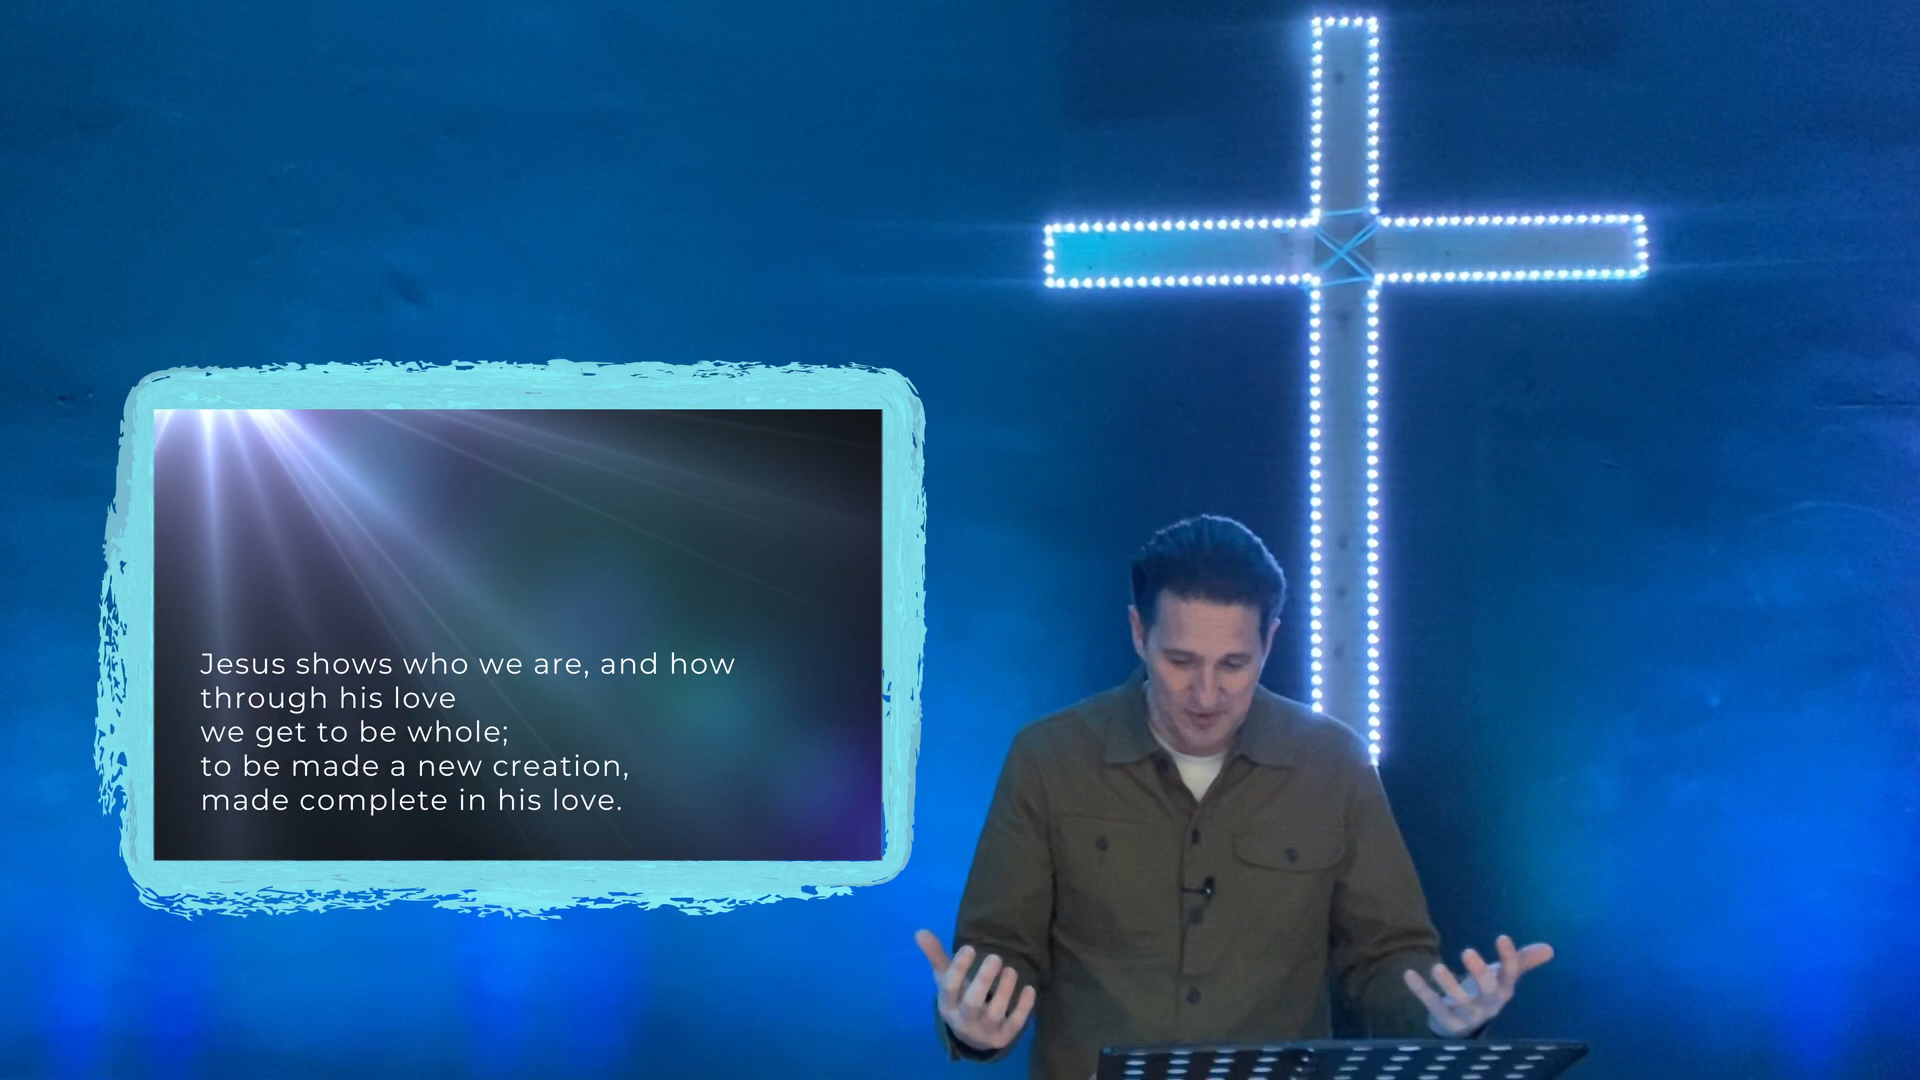 Jesus shows who we are, and how
through his love
we get to be whole;
to be made a new creation,
made complete in his love.